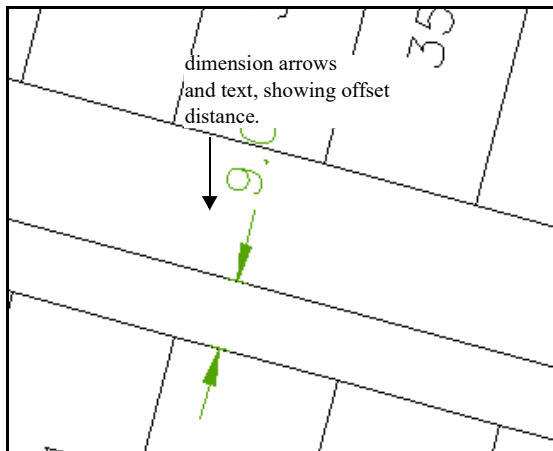 35
dimension arrows
and text, showing offset
distance.
9.0